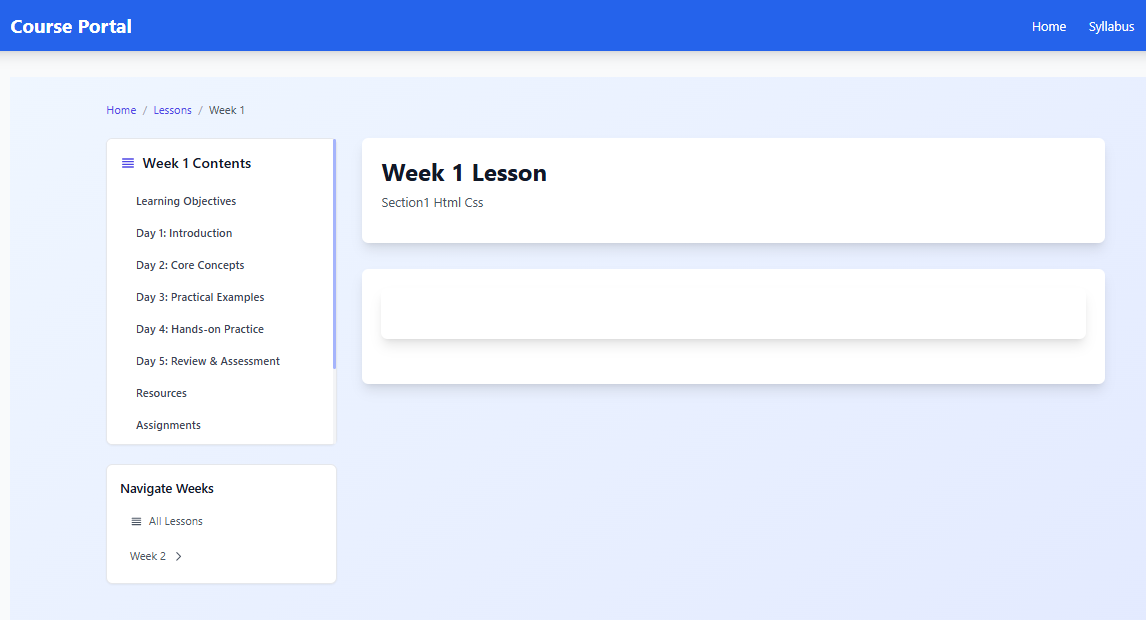 Course Portal
Home Syllabus
Home / Lessons / Week 1
Week 1 Contents
Learning Objectives
Day 1: Introduction
Day 2: Core Concepts
Day 3: Practical Examples
Day 4: Hands-on Practice
Day 5: Review & Assessment
Resources
Assignments
Navigate Weeks
All Lessons
Week 2
Week 1 Lesson
Section1 Html Css